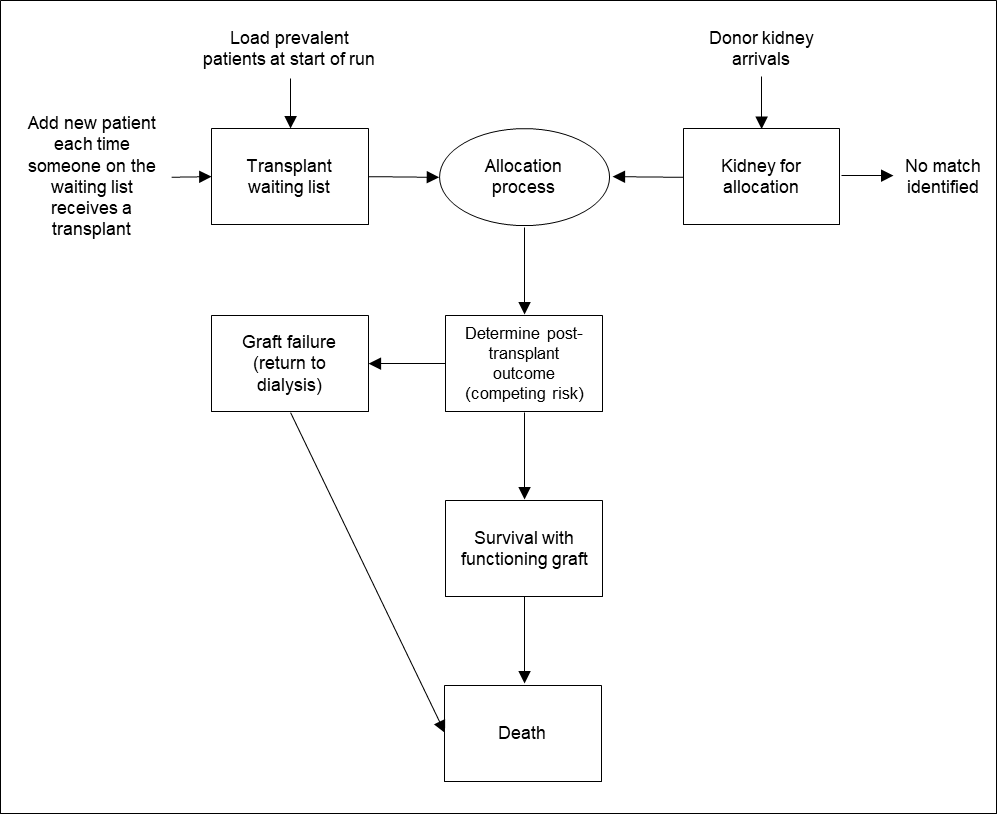 Load prevalent
patients at start of run
Donor kidney
arrivals
Add new patient
each time
someone on the
waiting list
receives a
transplant
Transplant
waiting list
Allocation
process
Kidney for
allocation
No match
identified
Graft failure
(return to
dialysis)
Determine post-
transplant
outcome
(competing risk)
Survival with
functioning graft
Death